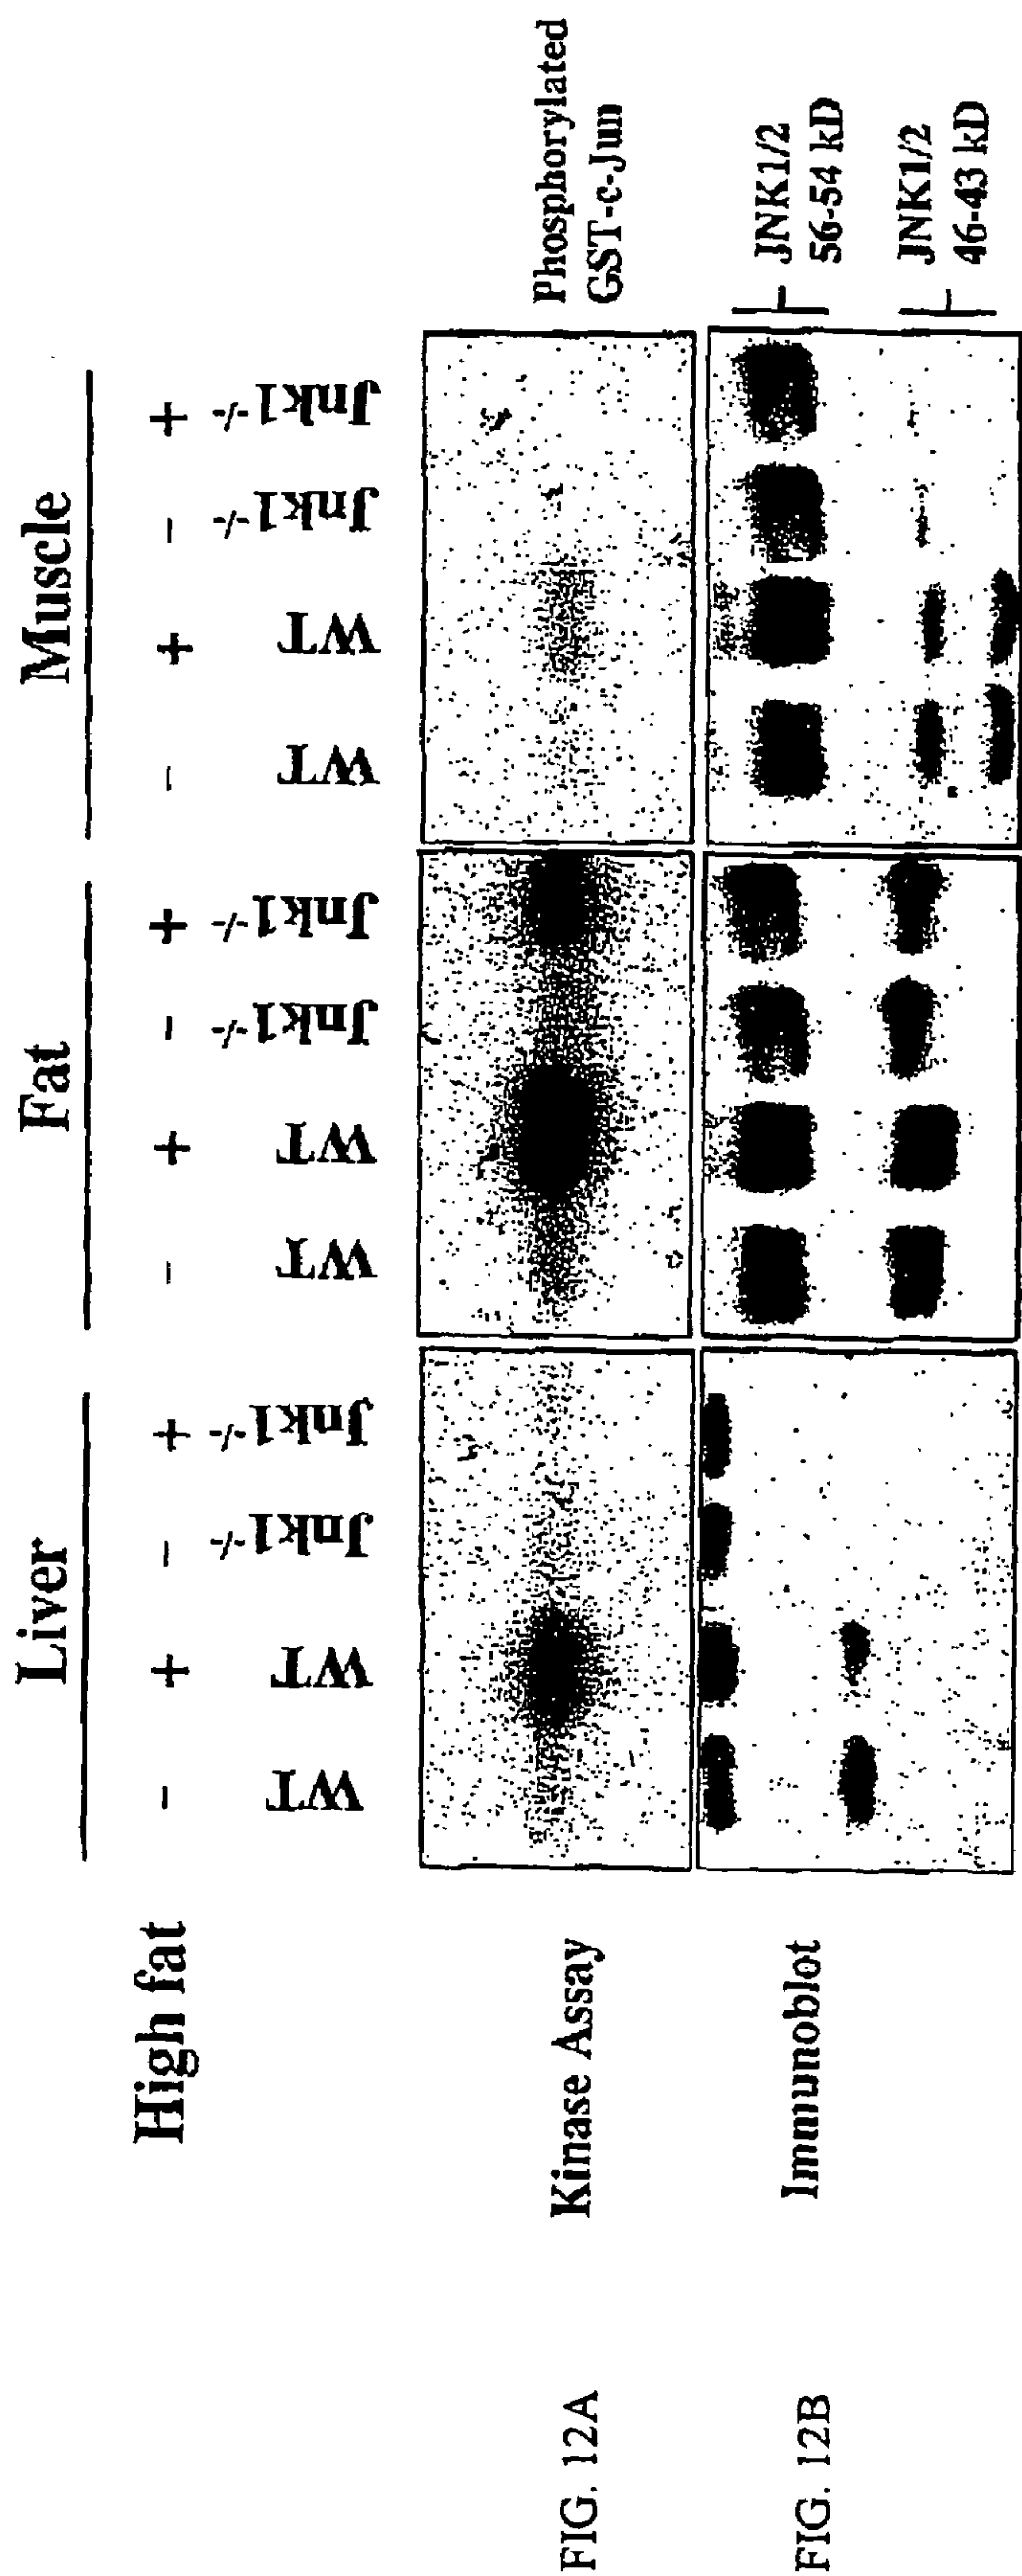 Liver Fat Muscle
High fat - + - + - + - + - + - +
WT WT Jnk1-/- Jnk1-/- WT WT Jnk1-/- Jnk1-/- WT WT Jnk1-/- Jnk1-/-
FIG. 12A Kinase Assay Phosphorylated
GST-c-Jun
FIG. 12B Immunoblot JNK1/2
56-54 kD
JNK1/2
46-43 kD